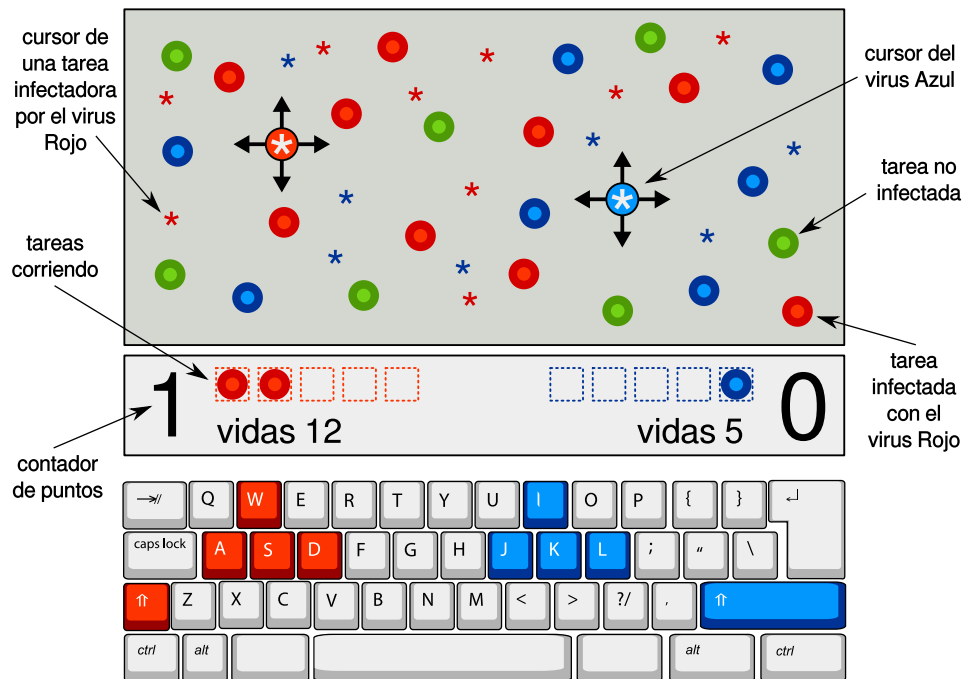 cursor de
una tarea
infectadora
por el virus
Rojo
cursor del
virus Azul
tarea no
infectada
tareas
corriendo
tarea
infectada
con el
virus Rojo
contador
de puntos
1
vidas 12
vidas 5
0
Q W E R T Y U I O P { }
caps lock A S D F G H J K L ; “ \
Z X C V B N M < > ?/ ,
ctrl alt alt ctrl